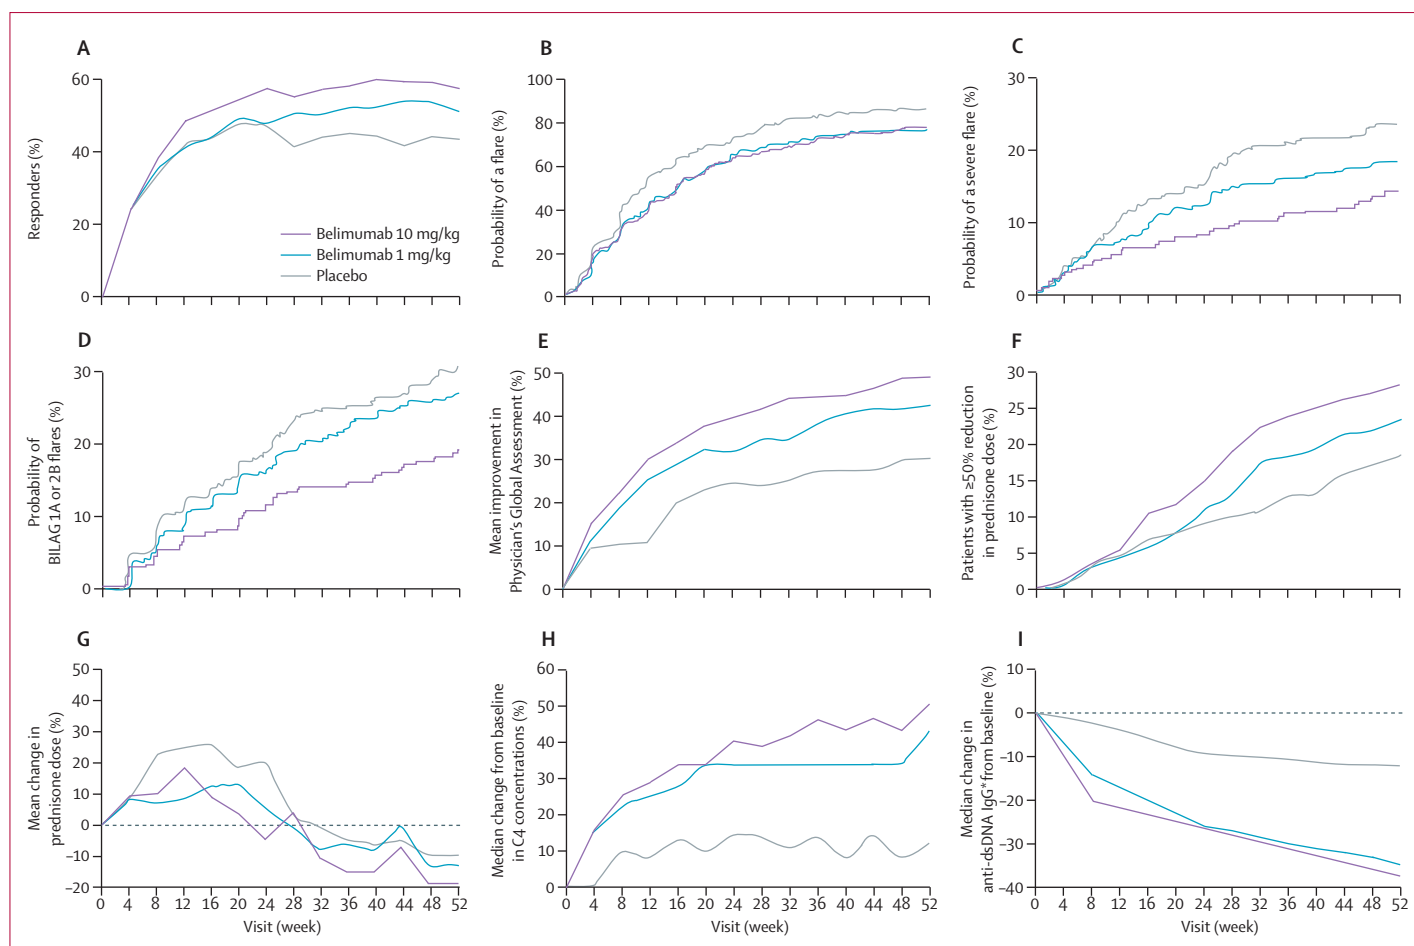 A
Responders (%)
60
40
20
0
Belimumab 10 mg/kg
Belimumab 1 mg/kg
Placebo
B
Probability of a flare (%)
100
80
60
40
20
0
C
Probability of a severe flare (%)
30
20
10
0
D
Probability of
BILAG 1A or 2B flares (%)
30
20
10
0
E
Mean improvement in
Physician's Global Assessment (%)
50
40
30
20
10
0
F
Patients with ≥50% reduction
in prednisone dose (%)
30
25
20
15
10
5
0
G
Mean change in
prednisone dose (%)
50
40
30
20
10
0
–10
–20
0 4 8 12 16 20 24 28 32 36 40 44 48 52
Visit (week)
H
Median change from baseline
in C4 concentrations (%)
60
50
40
30
20
10
0
0 4 8 12 16 20 24 28 32 36 40 44 48 52
Visit (week)
I
Median change in
anti-dsDNA IgG* from baseline (%)
10
0
–10
–20
–30
–40
0 4 8 12 16 20 24 28 32 36 40 44 48 52
Visit (week)